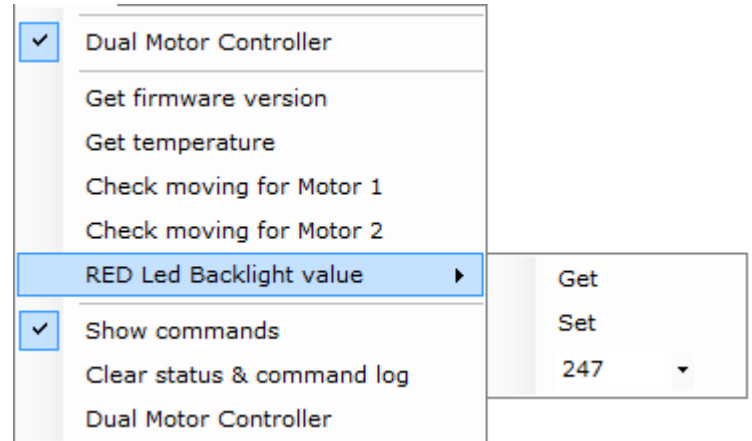 Dual Motor Controller
Get firmware version
Get temperature
Check moving for Motor 1
Check moving for Motor 2
RED Led Backlight value
Get
Set
247
Show commands
Clear status & command log
Dual Motor Controller